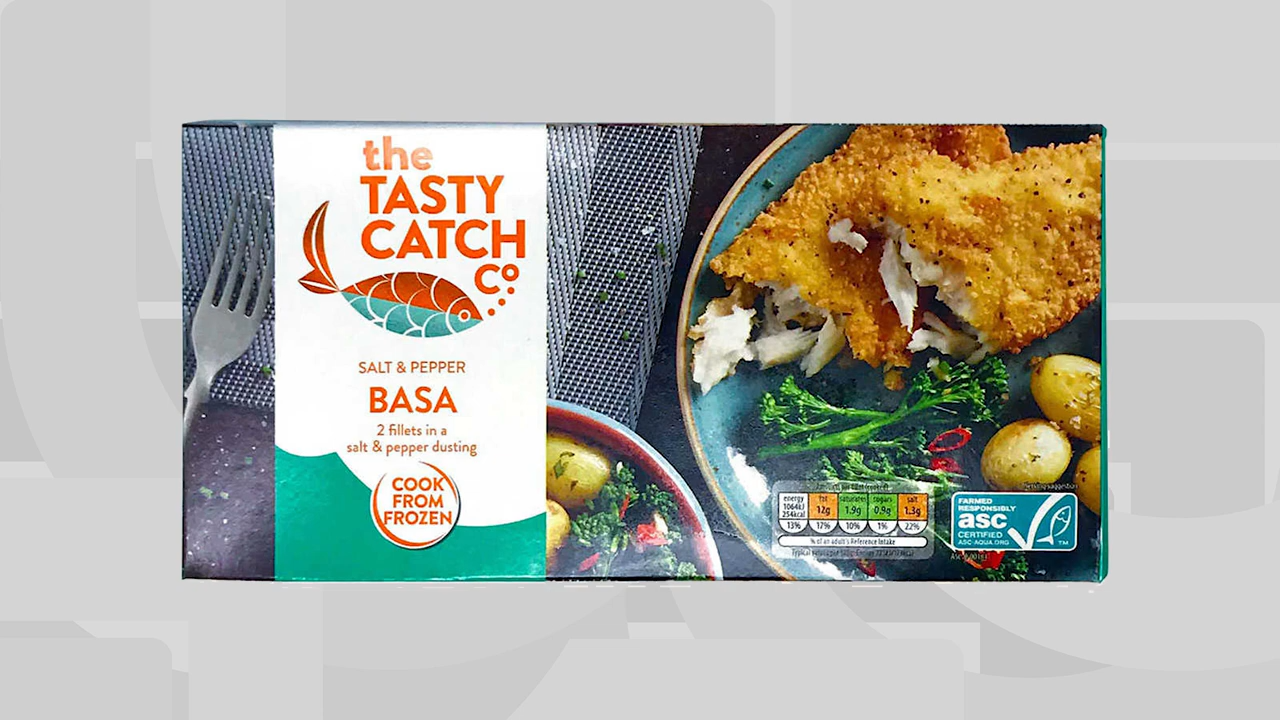 the
TASTY
CATCH
Co
SALT & PEPPER
BASA
2 fillets in a
salt & pepper dusting
COOK
FROM
FROZEN
energy fat saturates sugars salt
1064kJ
254kcal 12g 1.9g 0.9g 1.3g
13% 17% 10% 1% 22%
% of an adult's Reference Intake
FARMED
RESPONSIBLY
asc
CERTIFIED
ASC-AQUA.ORG
TM